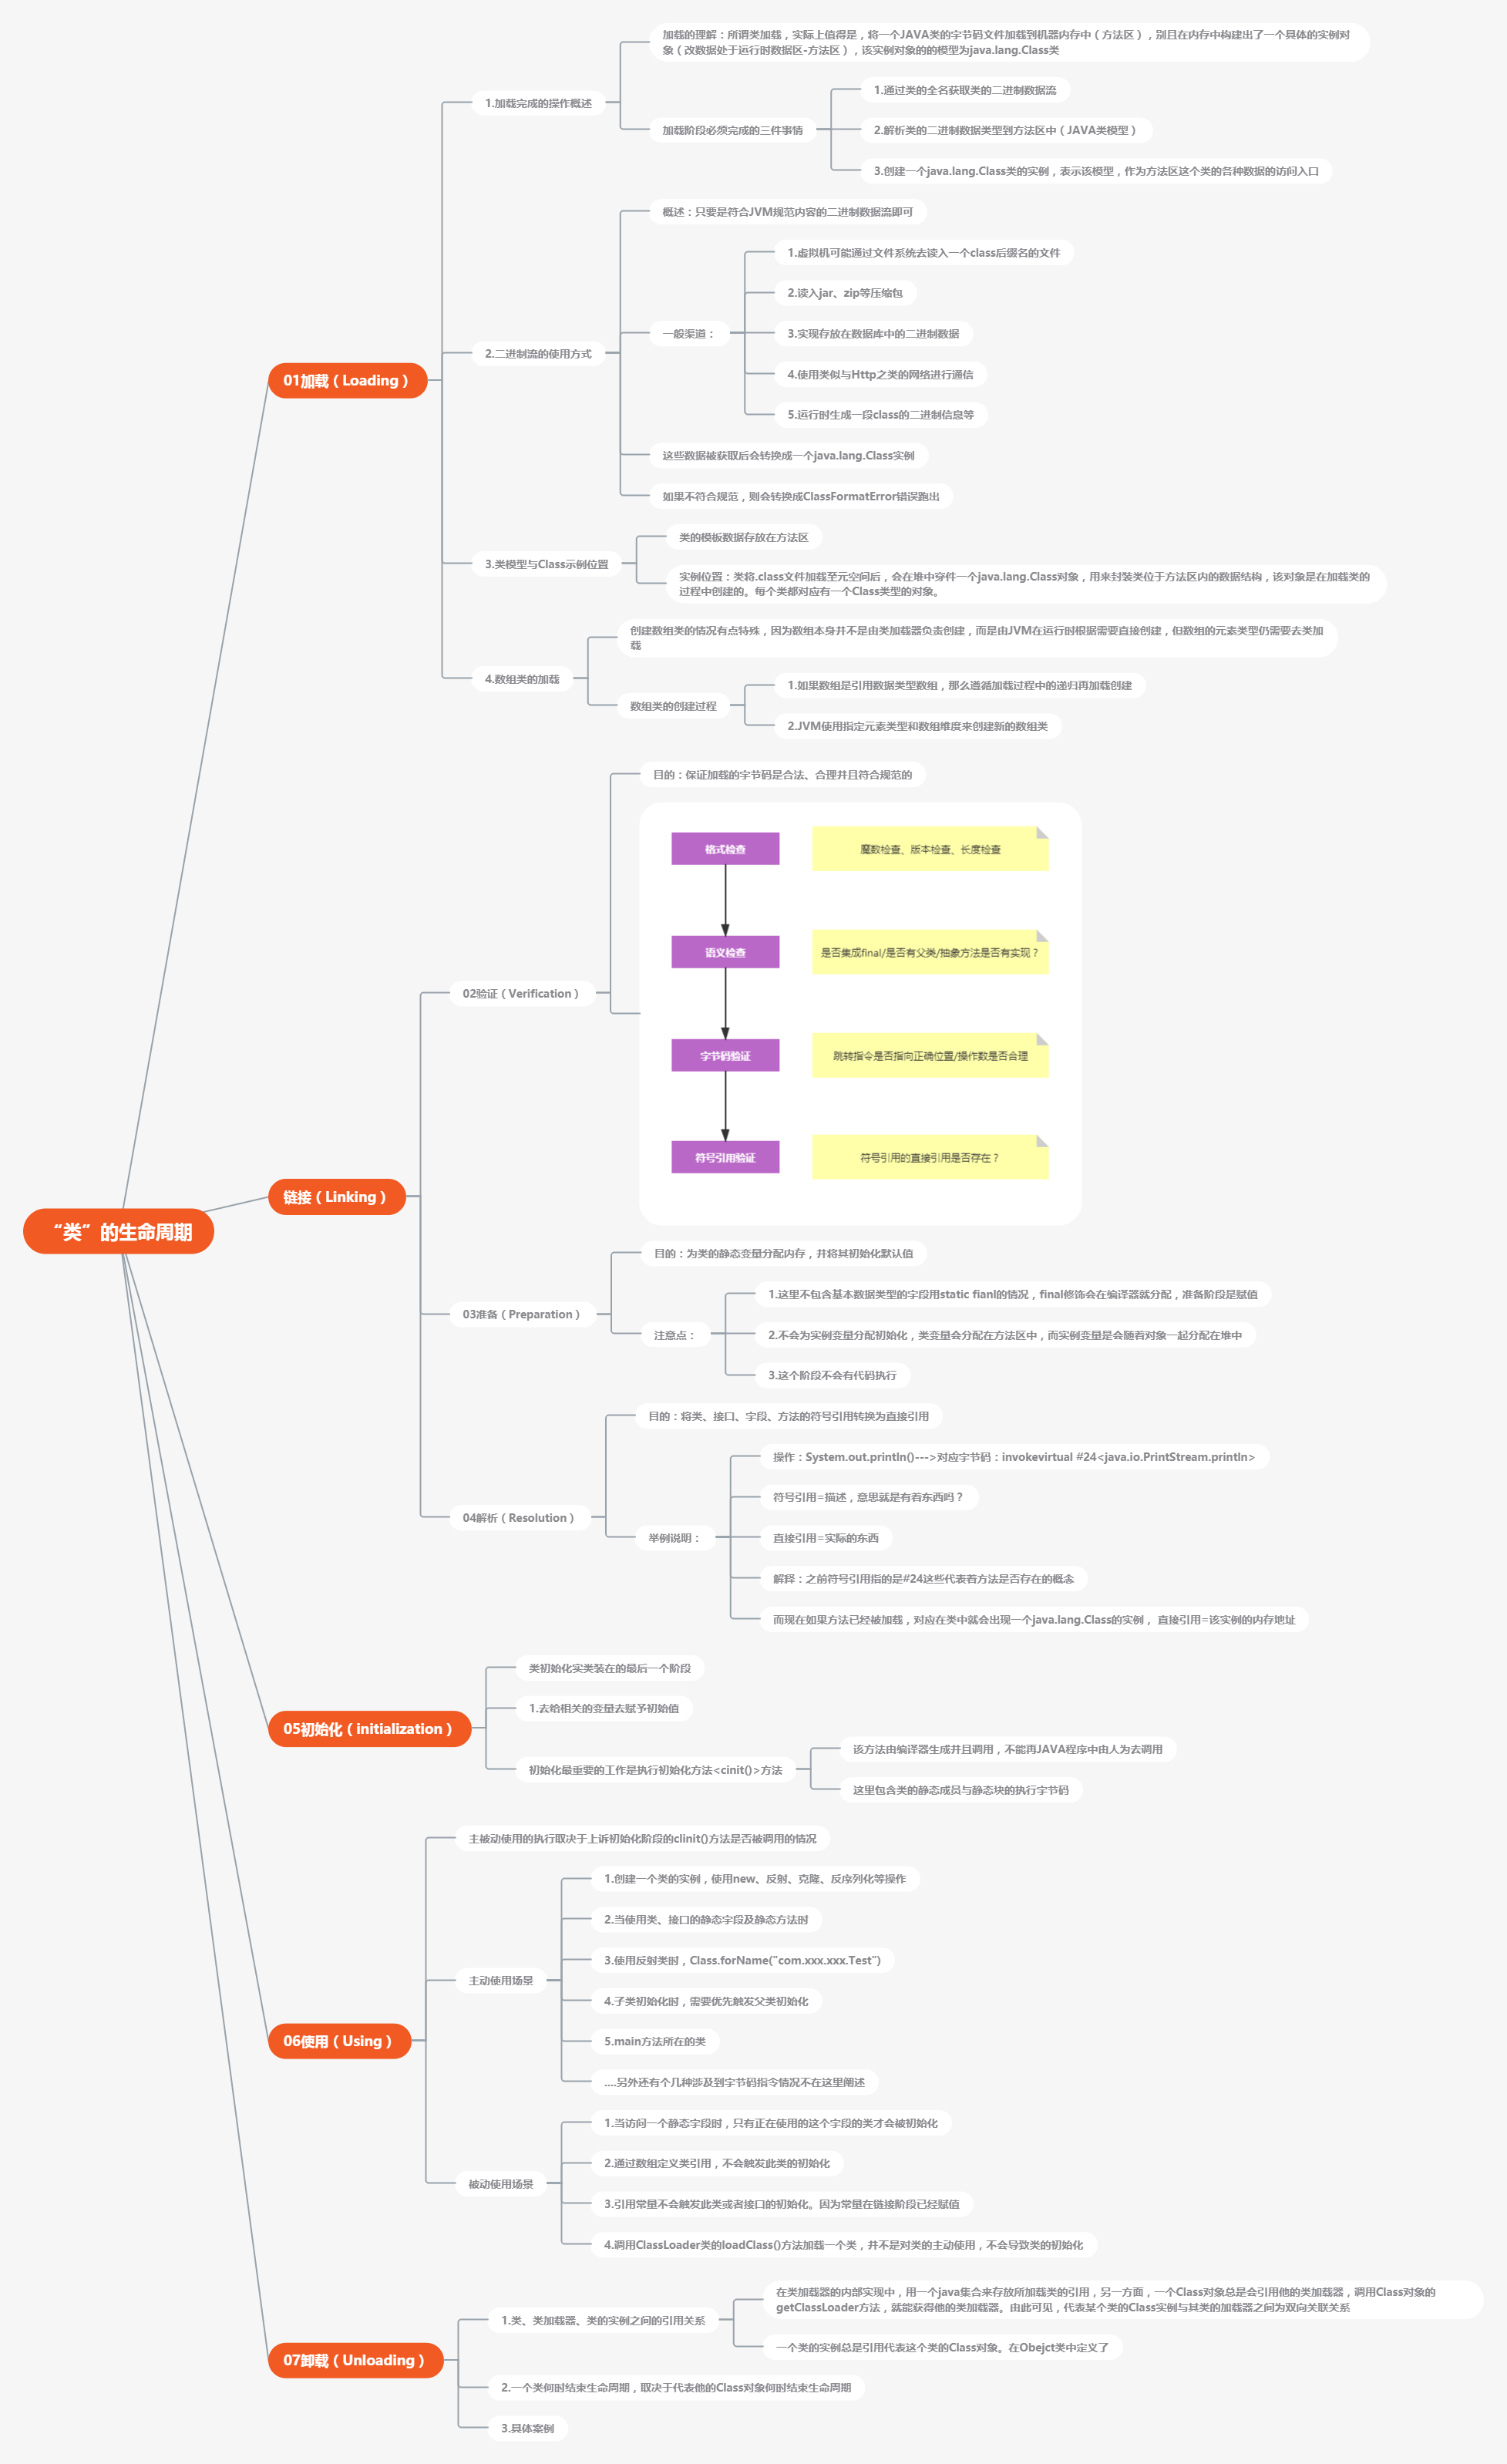 “类”的生命周期
01加载（Loading）
1.加载完成的操作概述
加载的理解：所谓类加载，实际上值得是，将一个JAVA类的字节码文件加载到机器内存中（方法区），别且在内存中构建出了一个具体的实例对
象（改数据处于运行时数据区-方法区），该实例对象的的模型为java.lang.Class类
加载阶段必须完成的三件事情
1.通过类的全名获取类的二进制数据流
2.解析类的二进制数据类型到方法区中（JAVA类模型）
3.创建一个java.lang.Class类的实例，表示该模型，作为方法区这个类的各种数据的访问入口
2.二进制流的使用方式
概述：只要是符合JVM规范内容的二进制数据流即可
一般渠道：
1.虚拟机可能通过文件系统去读入一个class后缀名的文件
2.读入jar、zip等压缩包
3.实现存放在数据库中的二进制数据
4.使用类似与Http之类的网络进行通信
5.运行时生成一段class的二进制信息等
这些数据被获取后会转换成一个java.lang.Class实例
如果不符合规范，则会转换成ClassFormatError错误跑出
3.类模型与Class示例位置
类的模板数据存放在方法区
实例位置：类将.class文件加载至元空间后，会在堆中穿件一个java.lang.Class对象，用来封装类位于方法区内的数据结构，该对象是在加载类的
过程中创建的。每个类都对应有一个Class类型的对象。
4.数组类的加载
创建数组类的情况有点特殊，因为数组本身并不是由类加载器负责创建，而是由JVM在运行时根据需要直接创建，但数组的元素类型仍需要去类加
载
数组类的创建过程
1.如果数组是引用数据类型数组，那么遵循加载过程中的递归再加载创建
2.JVM使用指定元素类型和数组维度来创建新的数组类
链接（Linking）
02验证（Verification）
目的：保证加载的字节码是合法、合理并且符合规范的
格式检查
魔数检查、版本检查、长度检查
语义检查
是否集成final/是否有父类/抽象方法是否有实现？
字节码验证
跳转指令是否指向正确位置/操作数是否合理
符号引用验证
符号引用的直接引用是否存在？
03准备（Preparation）
目的：为类的静态变量分配内存，并将其初始化默认值
注意点：
1.这里不包含基本数据类型的字段用static fianl的情况，final修饰会在编译器就分配，准备阶段是赋值
2.不会为实例变量分配初始化，类变量会分配在方法区中，而实例变量是会随着对象一起分配在堆中
3.这个阶段不会有代码执行
04解析（Resolution）
目的：将类、接口、字段、方法的符号引用转换为直接引用
举例说明：
操作：System.out.println()--->对应字节码：invokevirtual #24<java.io.PrintStream.println>
符号引用=描述，意思就是有着东西吗？
直接引用=实际的东西
解释：之前符号引用指的是#24这些代表着方法是否存在的概念
而现在如果方法已经被加载，对应在类中就会出现一个java.lang.Class的实例， 直接引用=该实例的内存地址
05初始化（initialization）
类初始化实类装在的最后一个阶段
1.去给相关的变量去赋予初始值
初始化最重要的工作是执行初始化方法<cinit()>方法
该方法由编译器生成并且调用，不能再JAVA程序中由人为去调用
这里包含类的静态成员与静态块的执行字节码
06使用（Using）
主被动使用的执行取决于上诉初始化阶段的clinit()方法是否被调用的情况
主动使用场景
1.创建一个类的实例，使用new、反射、克隆、反序列化等操作
2.当使用类、接口的静态字段及静态方法时
3.使用反射类时，Class.forName("com.xxx.xxx.Test")
4.子类初始化时，需要优先触发父类初始化
5.main方法所在的类
....另外还有个几种涉及到字节码指令情况不在这里阐述
被动使用场景
1.当访问一个静态字段时，只有正在使用的这个字段的类才会被初始化
2.通过数组定义类引用，不会触发此类的初始化
3.引用常量不会触发此类或者接口的初始化。因为常量在链接阶段已经赋值
4.调用ClassLoader类的loadClass()方法加载一个类，并不是对类的主动使用，不会导致类的初始化
07卸载（Unloading）
1.类、类加载器、类的实例之间的引用关系
在类加载器的内部实现中，用一个java集合来存放所加载类的引用，另一方面，一个Class对象总是会引用他的类加载器，调用Class对象的
getClassLoader方法，就能获得他的类加载器。由此可见，代表某个类的Class实例与其类的加载器之间为双向关联关系
一个类的实例总是引用代表这个类的Class对象。在Obejct类中定义了
2.一个类何时结束生命周期，取决于代表他的Class对象何时结束生命周期
3.具体案例